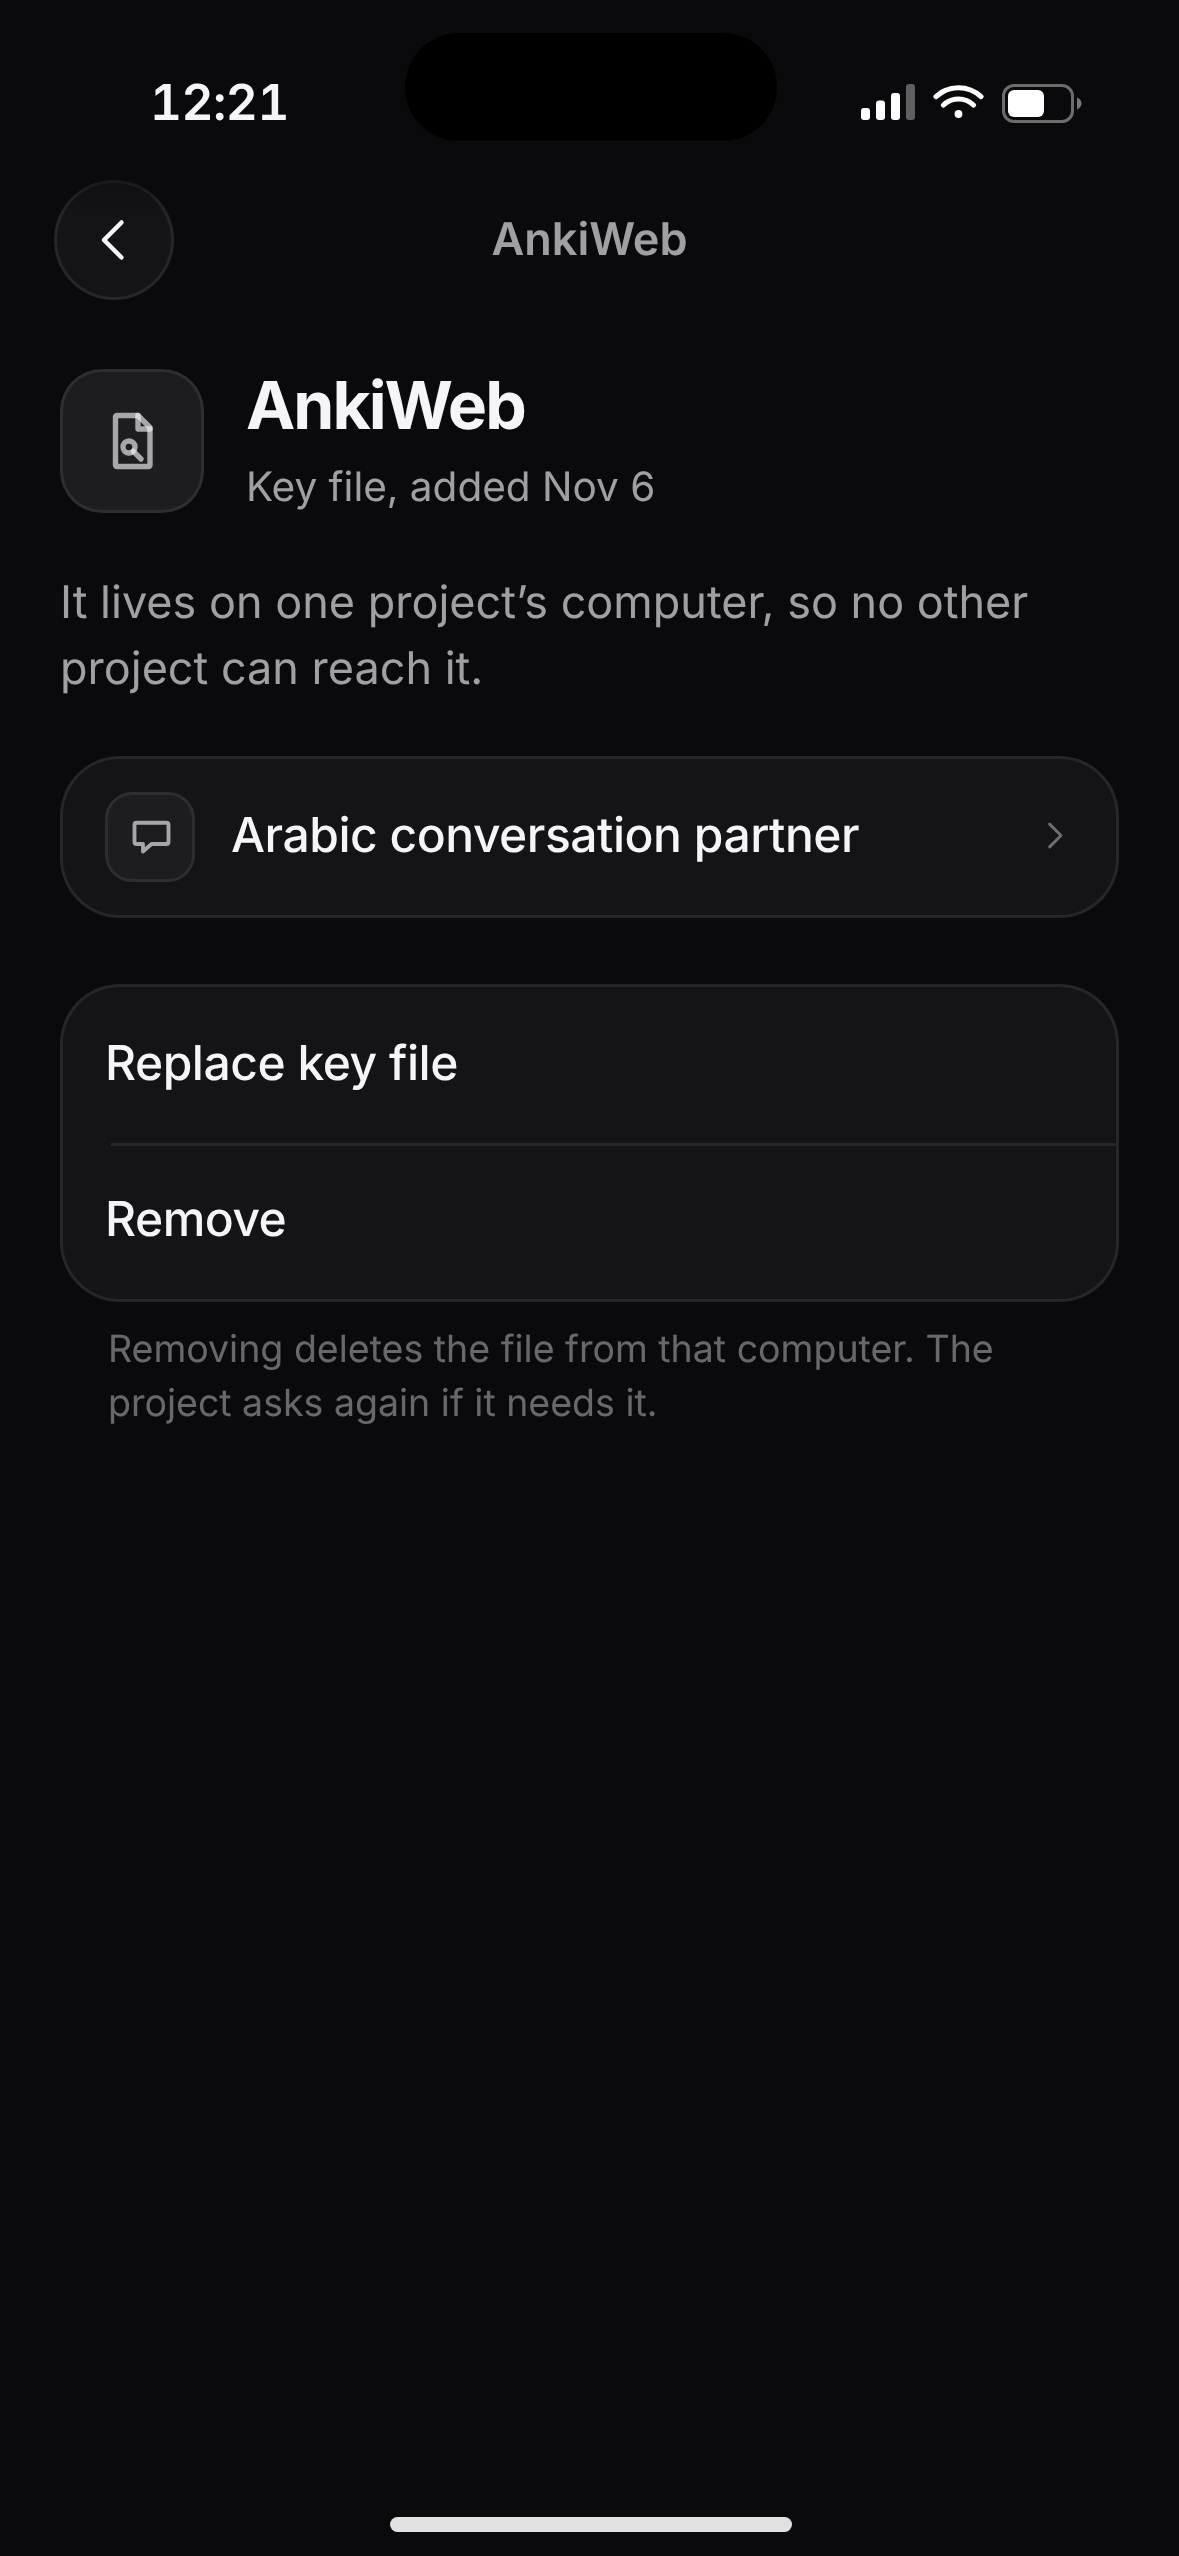 12:21
AnkiWeb
AnkiWeb
Key file, added Nov 6
It lives on one project’s computer, so no other
project can reach it.
Arabic conversation partner
Replace key file
Remove
Removing deletes the file from that computer. The
project asks again if it needs it.